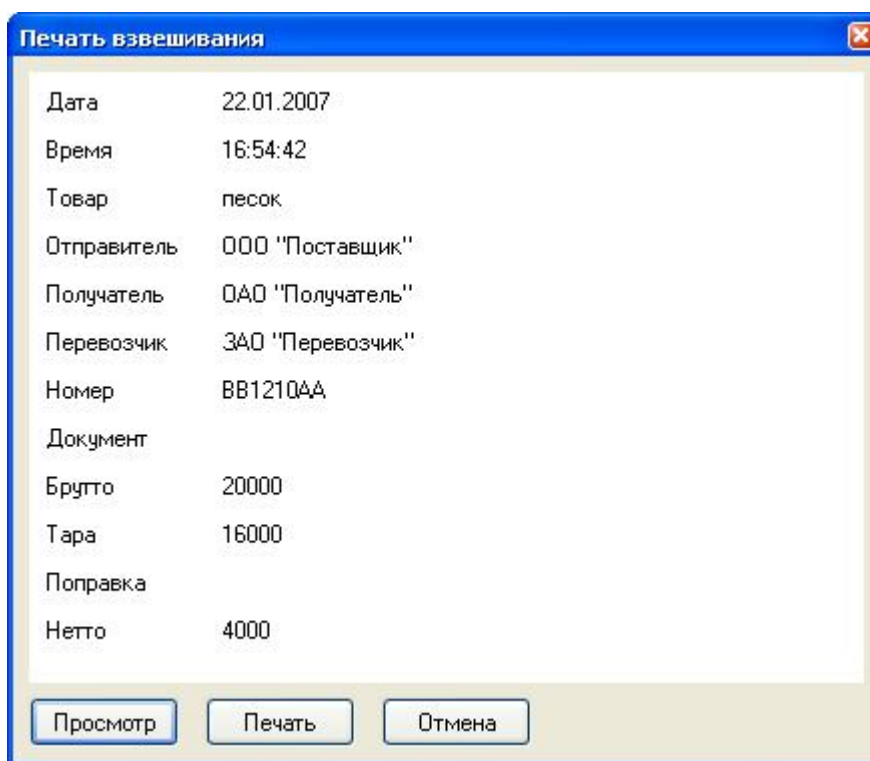 Печать взвешивания
Дата 22.01.2007
Время 16:54:42
Товар песок
Отправитель ООО "Поставщик"
Получатель ОАО "Получатель"
Перевозчик ЗАО "Перевозчик"
Номер ВВ1210АА
Документ
Брутто 20000
Тара 16000
Поправка
Нетто 4000
Просмотр Печать Отмена